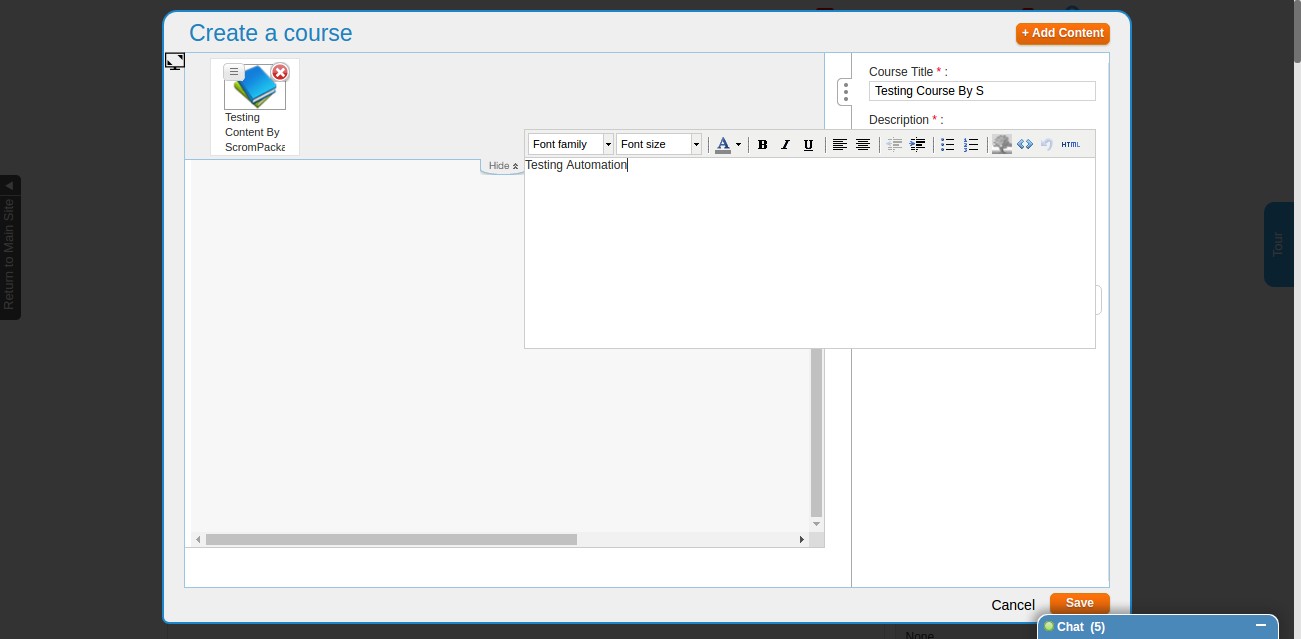 Create a course
+ Add Content
Testing
Content By
ScromPacka
Hide
Course Title * :
Testing Course By S
Description * :
Font family
Font size
A
B
I
U
HTML
Testing Automation
Return to Main Site
Tour
Cancel
Save
Chat (5)
None